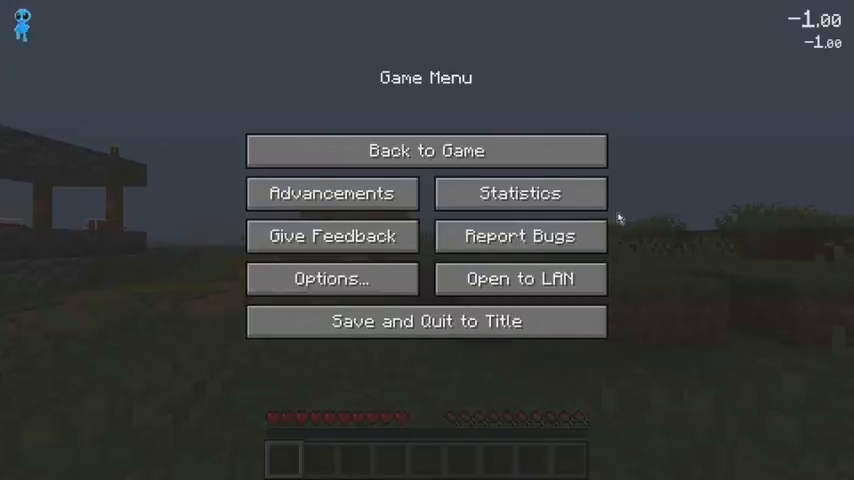 -1.00
-1.00
Game Menu
Back to Game
Advancements
Statistics
Give Feedback
Report Bugs
Options...
Open to LAN
Save and Quit to Title